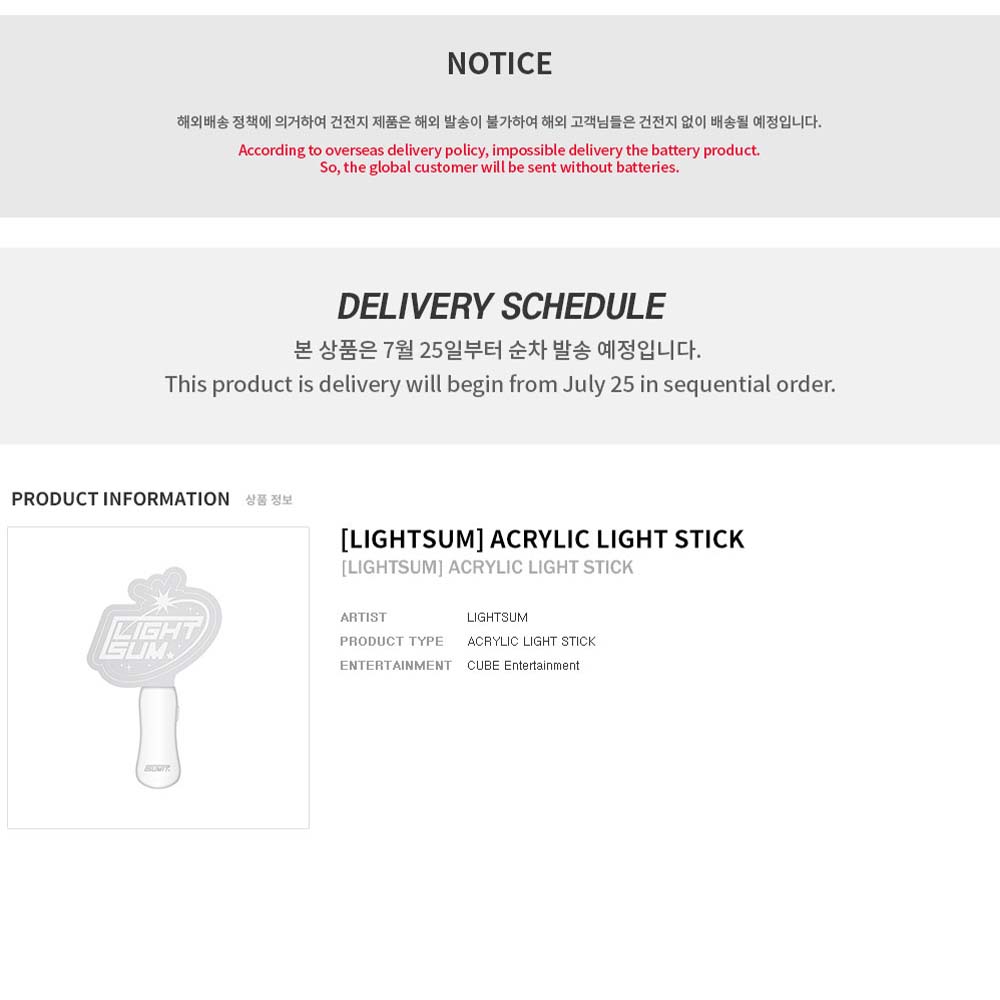 NOTICE
해외배송 정책에 의거하여 건전지 제품은 해외 발송이 불가하여 해외 고객님들은 건전지 없이 배송될 예정입니다.
According to overseas delivery policy, impossible delivery the battery product.
So, the global customer will be sent without batteries.
DELIVERY SCHEDULE
본 상품은 7월 25일부터 순차 발송 예정입니다.
This product is delivery will begin from July 25 in sequential order.
PRODUCT INFORMATION 상품 정보
LIGHT
SUM
[LIGHTSUM] ACRYLIC LIGHT STICK
[LIGHTSUM] ACRYLIC LIGHT STICK
ARTIST LIGHTSUM
PRODUCT TYPE ACRYLIC LIGHT STICK
ENTERTAINMENT CUBE Entertainment